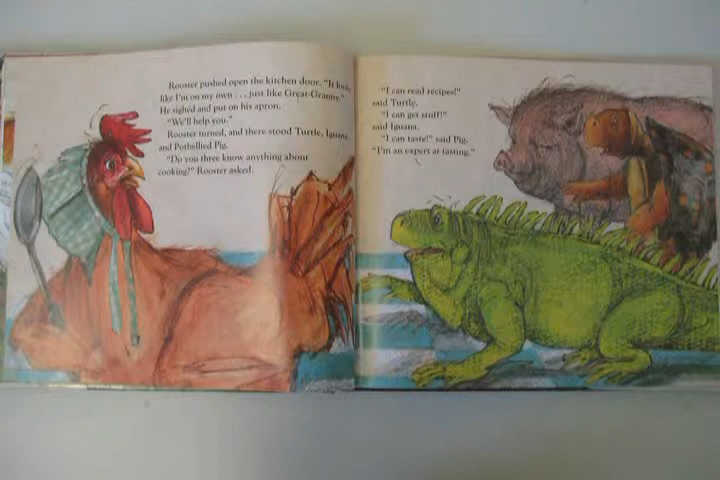 Rooster pushed open the kitchen door. "It looks
like I'm on my own . . . just like Great-Granny."
He sighed and put on his apron.
"We'll help you."
Rooster turned, and there stood Turtle, Iguana,
and Potbellied Pig.
"Do you three know anything about
cooking?" Rooster asked.
"I can read recipes!"
said Turtle.
"I can get stuff!"
said Iguana.
"I can taste!" said Pig.
"I'm an expert at tasting."